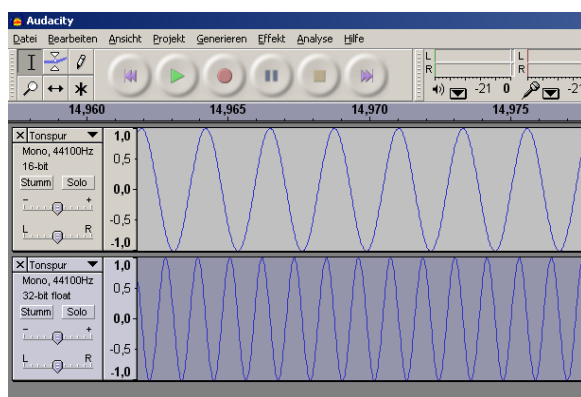 Audacity
Datei Bearbeiten Ansicht Projekt Generieren Effekt Analyse Hilfe
L
R
L
R
-21 0
-21
14,960 14,965 14,970 14,975
X Tonspur
Mono, 44100Hz
16-bit
Stumm Solo
- +
L R
1,0
0,5
0,0
-0,5
-1,0
X Tonspur
Mono, 44100Hz
32-bit float
Stumm Solo
- +
L R
1,0
0,5
0,0
-0,5
-1,0